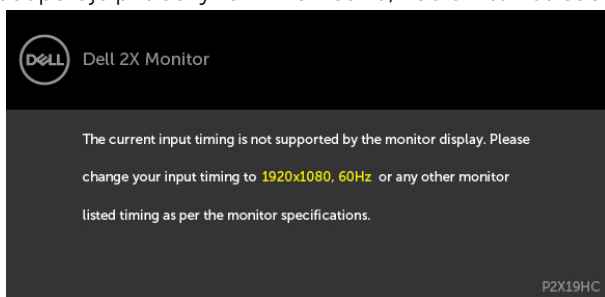 DELL
Dell 2X Monitor
The current input timing is not supported by the monitor display. Please
change your input timing to 1920x1080, 60Hz or any other monitor
listed timing as per the monitor specifications.
P2X19HC